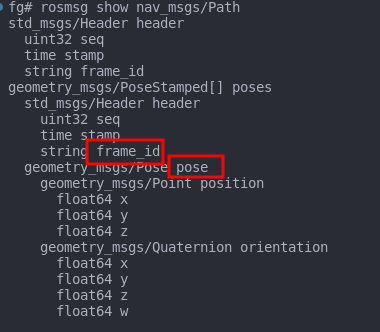 fg# rosmsg show nav_msgs/Path
std_msgs/Header header
  uint32 seq
  time stamp
  string frame_id
geometry_msgs/PoseStamped[] poses
  std_msgs/Header header
    uint32 seq
    time stamp
    string frame_id
  geometry_msgs/Pose pose
    geometry_msgs/Point position
      float64 x
      float64 y
      float64 z
    geometry_msgs/Quaternion orientation
      float64 x
      float64 y
      float64 z
      float64 w